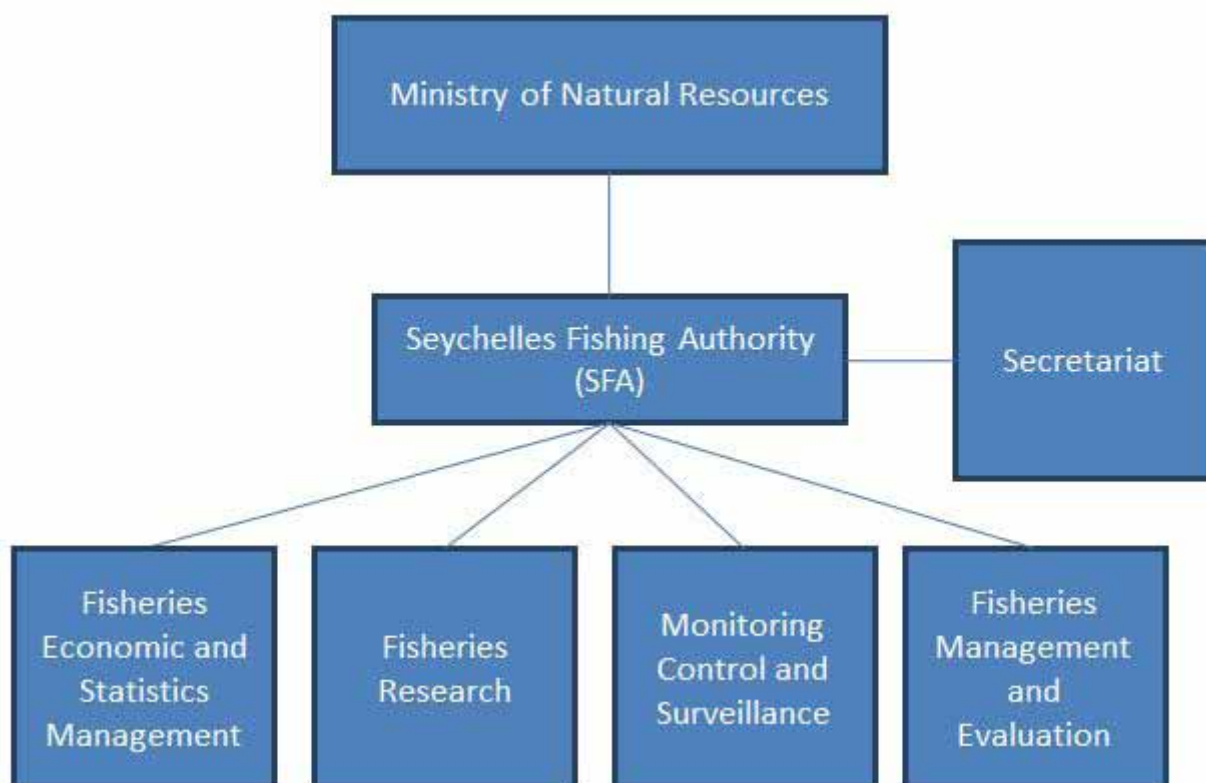 Ministry of Natural Resources
Seychelles Fishing Authority
(SFA)
Secretariat
Fisheries
Economic and
Statistics
Management
Fisheries
Research
Monitoring
Control and
Surveillance
Fisheries
Management
and
Evaluation